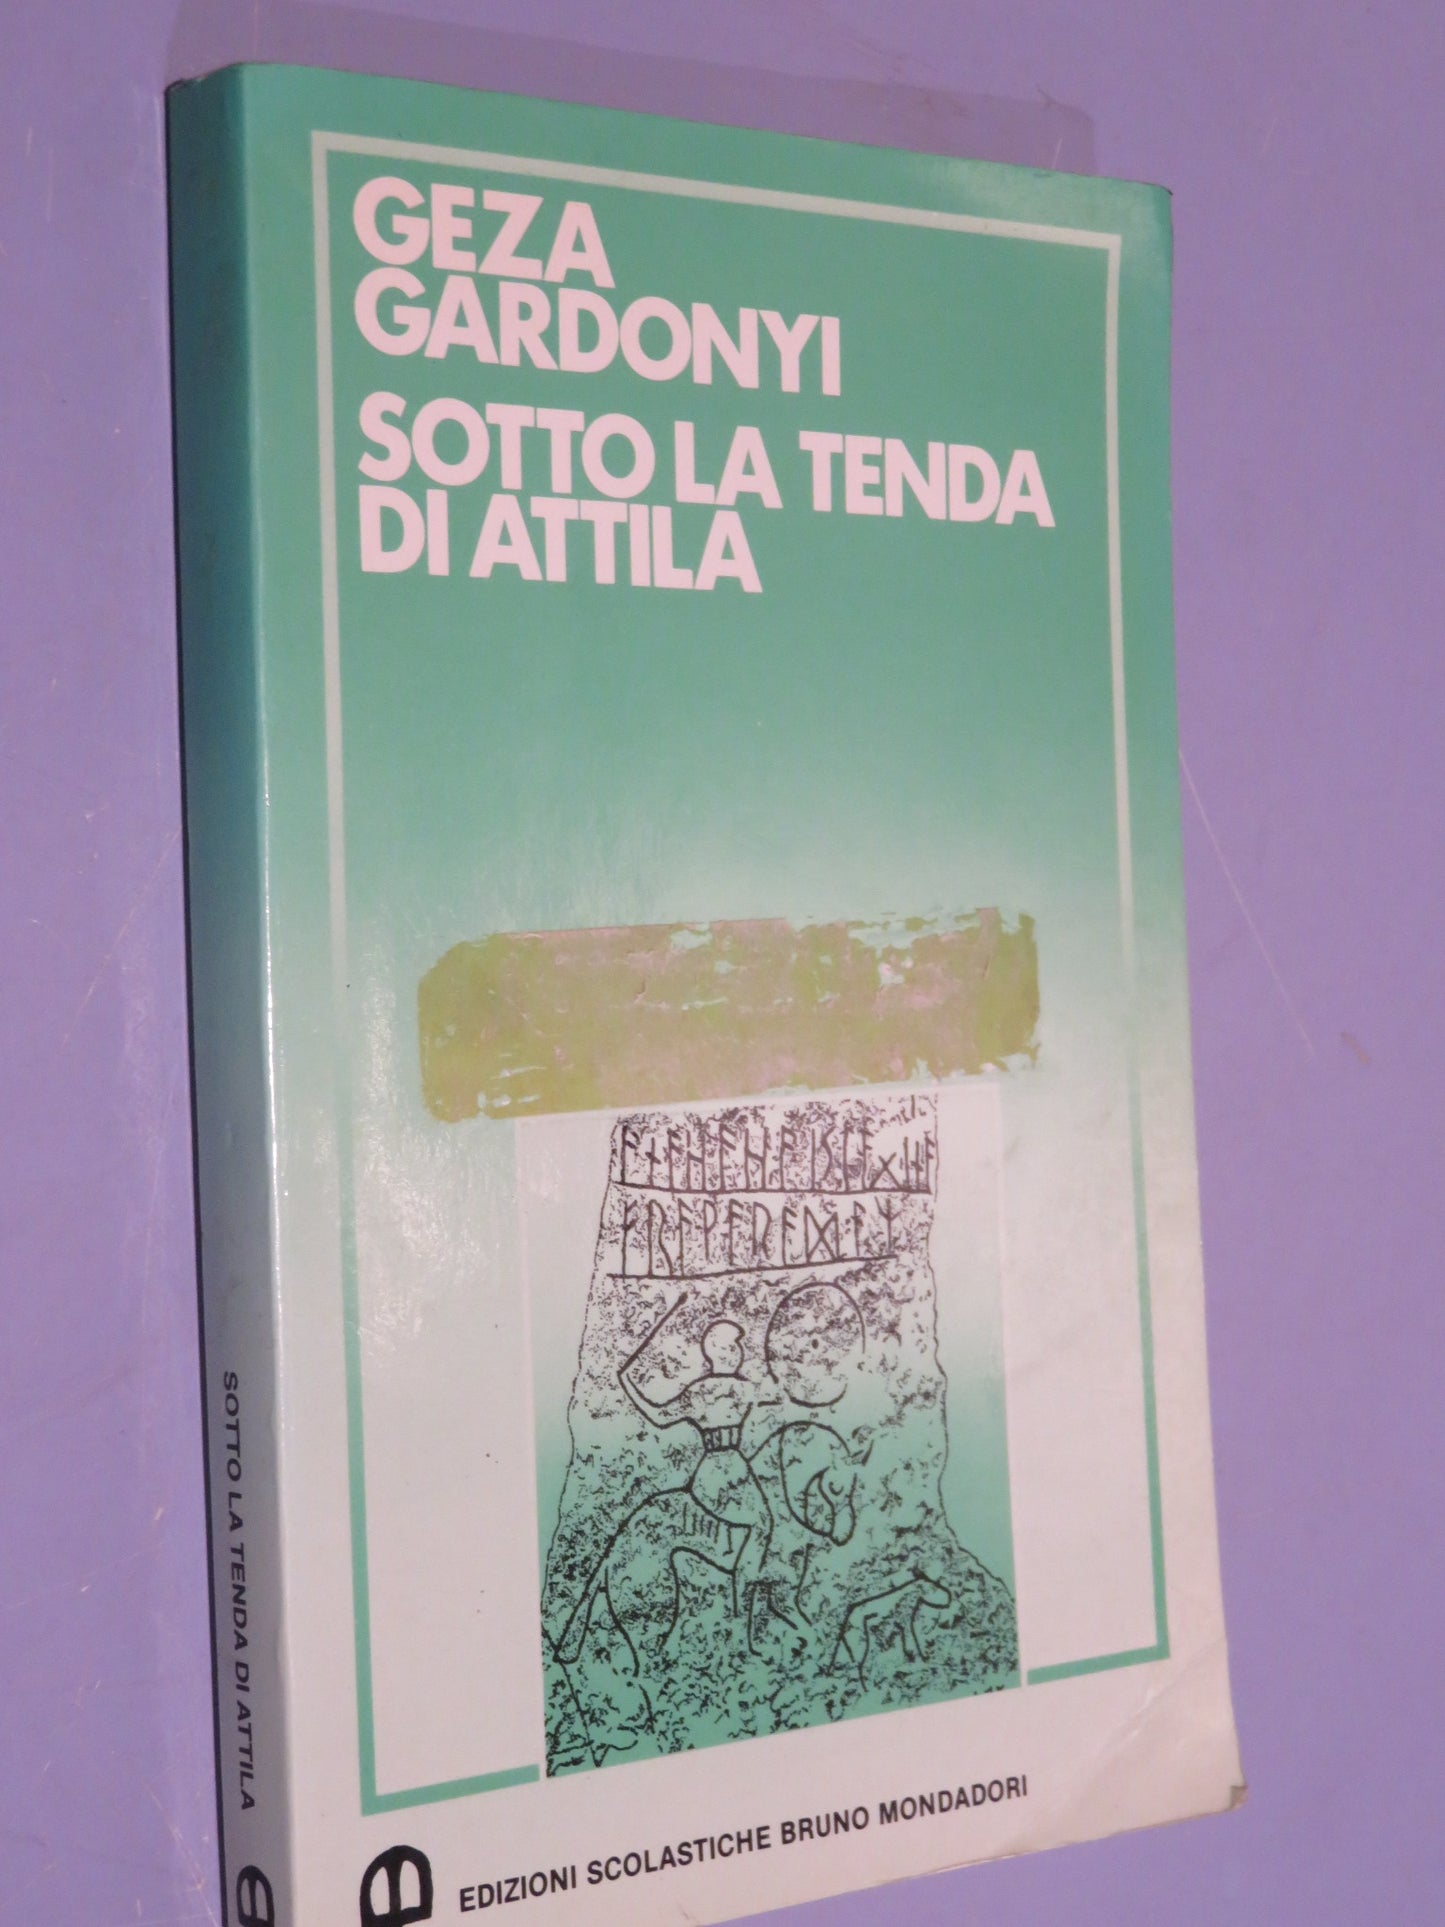 GEZA
GARDONYI
SOTTO LA TENDA
DI ATTILA
EDIZIONI SCOLASTICHE BRUNO MONDADORI
SOTTO LA TENDA DI ATTILA